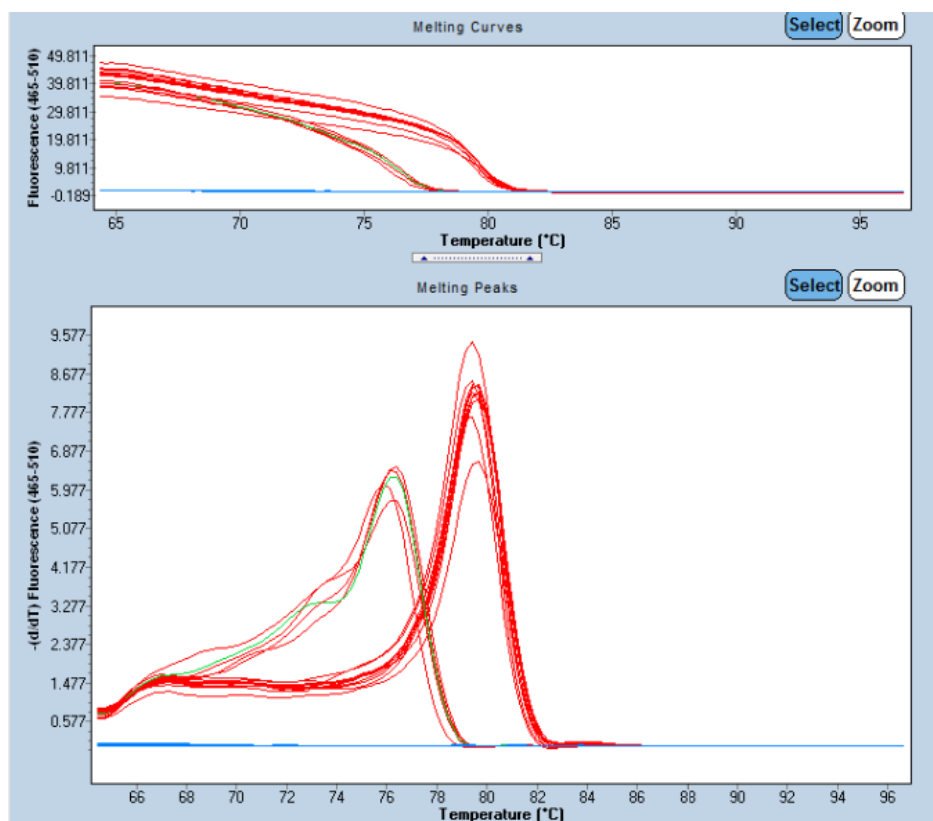 Melting Curves
Select Zoom
Fluorescence (465-510)
49.811
39.811
29.811
19.811
9.811
-0.189
65 70 75 80 85 90 95
Temperature (°C)
Melting Peaks
Select Zoom
-(d/dT) Fluorescence (465-510)
9.577
8.677
7.777
6.877
5.977
5.077
4.177
3.277
2.377
1.477
0.577
66 68 70 72 74 76 78 80 82 84 86 88 90 92 94 96
Temperature (°C)